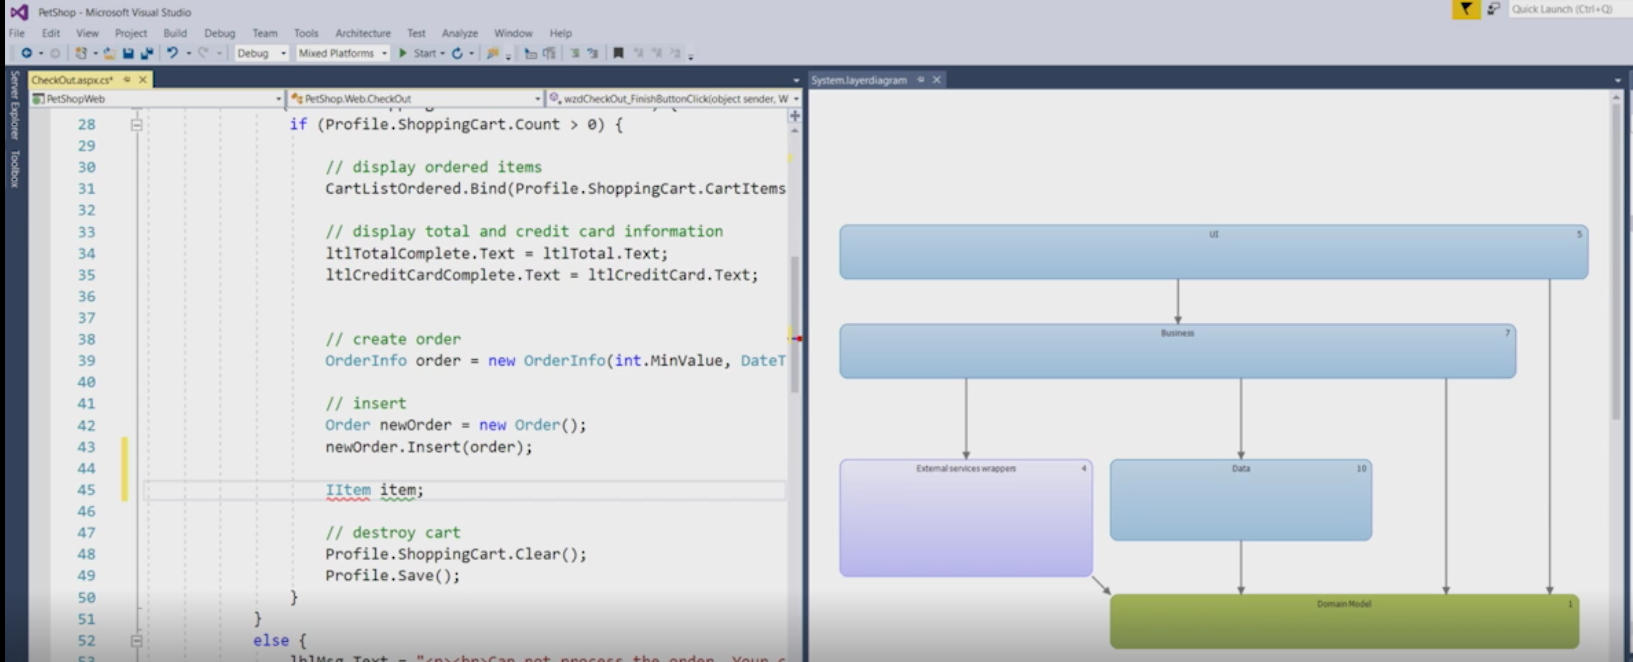 PetShop - Microsoft Visual Studio
Quick Launch (Ctrl+Q)
File Edit View Project Build Debug Team Tools Architecture Test Analyze Window Help
Debug Mixed Platforms Start
Server Explorer
Toolbox
CheckOut.aspx.cs*
PetShopWeb
PetShop.Web.CheckOut
wzdCheckOut_FinishButtonClick(object sender, W
28 if (Profile.ShoppingCart.Count > 0) {
29
30 // display ordered items
31 CartListOrdered.Bind(Profile.ShoppingCart.CartItems
32
33 // display total and credit card information
34 ltlTotalComplete.Text = ltlTotal.Text;
35 ltlCreditCardComplete.Text = ltlCreditCard.Text;
36
37
38 // create order
39 OrderInfo order = new OrderInfo(int.MinValue, DateT
40
41 // insert
42 Order newOrder = new Order();
43 newOrder.Insert(order);
44
45 IItem item;
46
47 // destroy cart
48 Profile.ShoppingCart.Clear();
49 Profile.Save();
50 }
51 }
52 else {
System.layerdiagram
UI 5
Business 7
External services wrappers 4
Data 10
Domain Model 1